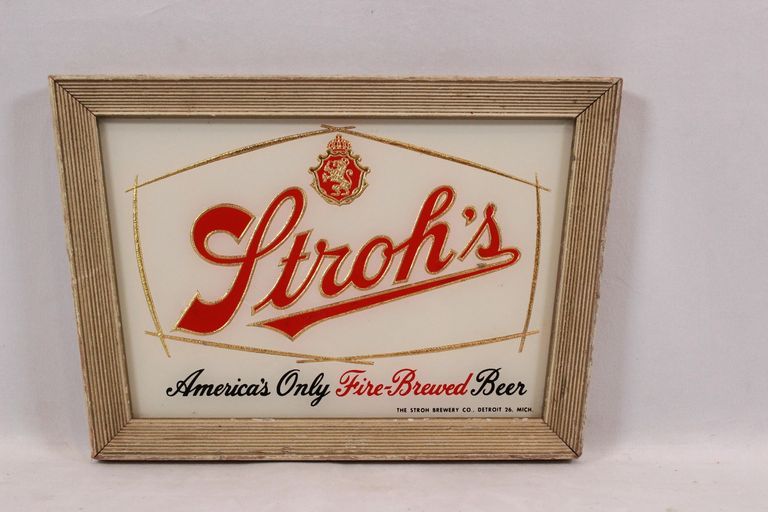 Stroh's
America's Only Fire-Brewed Beer
THE STROH BREWERY CO., DETROIT 26, MICH.